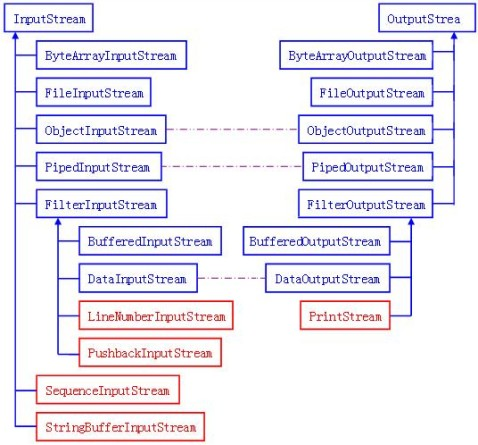 InputStream
OutputStrea
ByteArrayInputStream
ByteArrayOutputStream
FileInputStream
FileOutputStream
ObjectInputStream
ObjectOutputStream
PipedInputStream
PipedOutputStream
FilterInputStream
FilterOutputStream
BufferedInputStream
BufferedOutputStream
DataInputStream
DataOutputStream
LineNumberInputStream
PrintStream
PushbackInputStream
SequenceInputStream
StringBufferInputStream